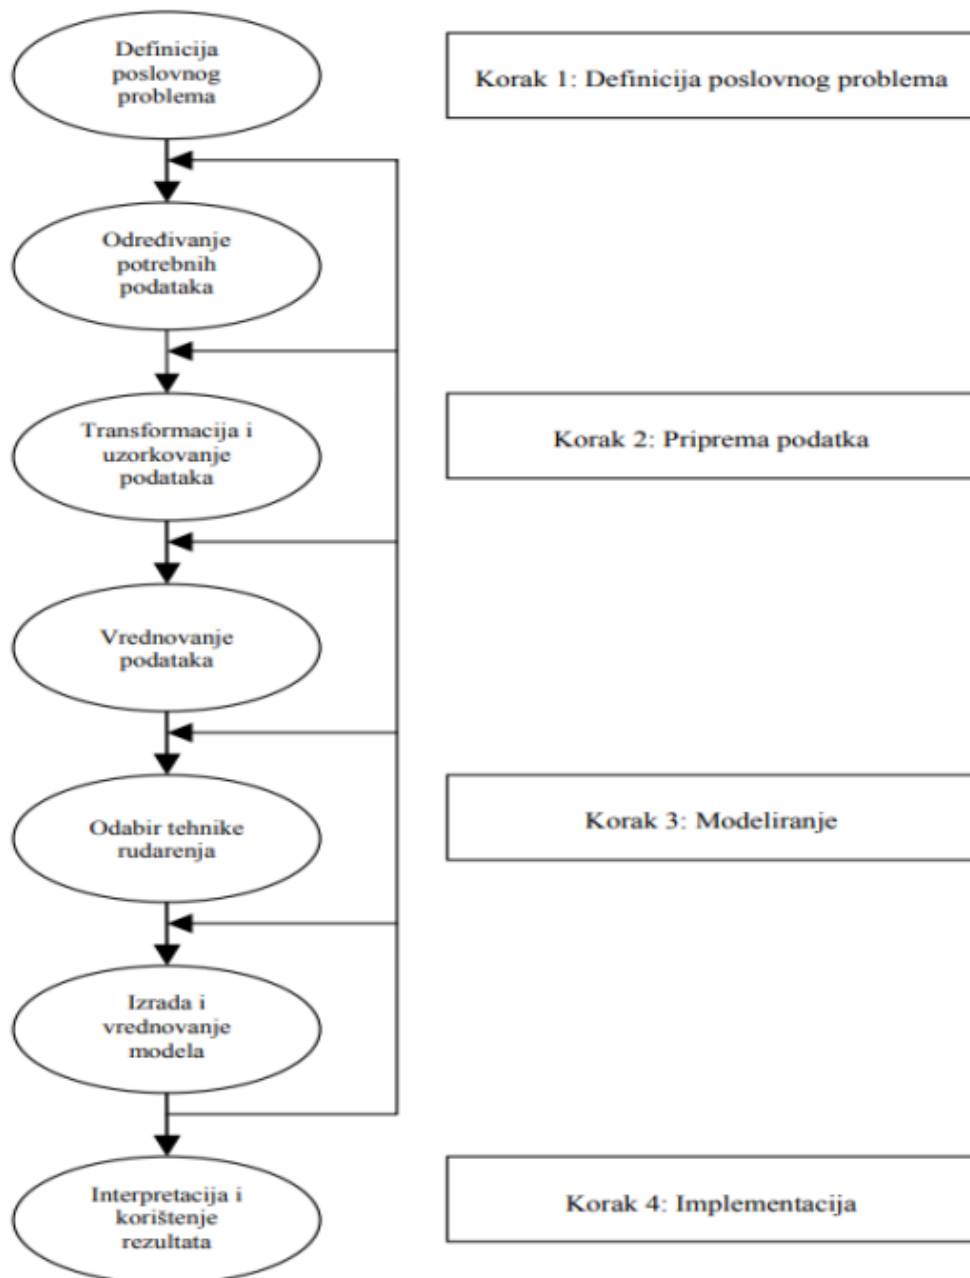 Definicija
poslovnog
problema
Korak 1: Definicija poslovnog problema
Određivanje
potrebnih
podataka
Transformacija i
uzorkovanje
podataka
Korak 2: Priprema podatka
Vrednovanje
podataka
Odabir tehnike
rudarenja
Korak 3: Modeliranje
Izrada i
vrednovanje
modela
Interpretacija i
korištenje
rezultata
Korak 4: Implementacija